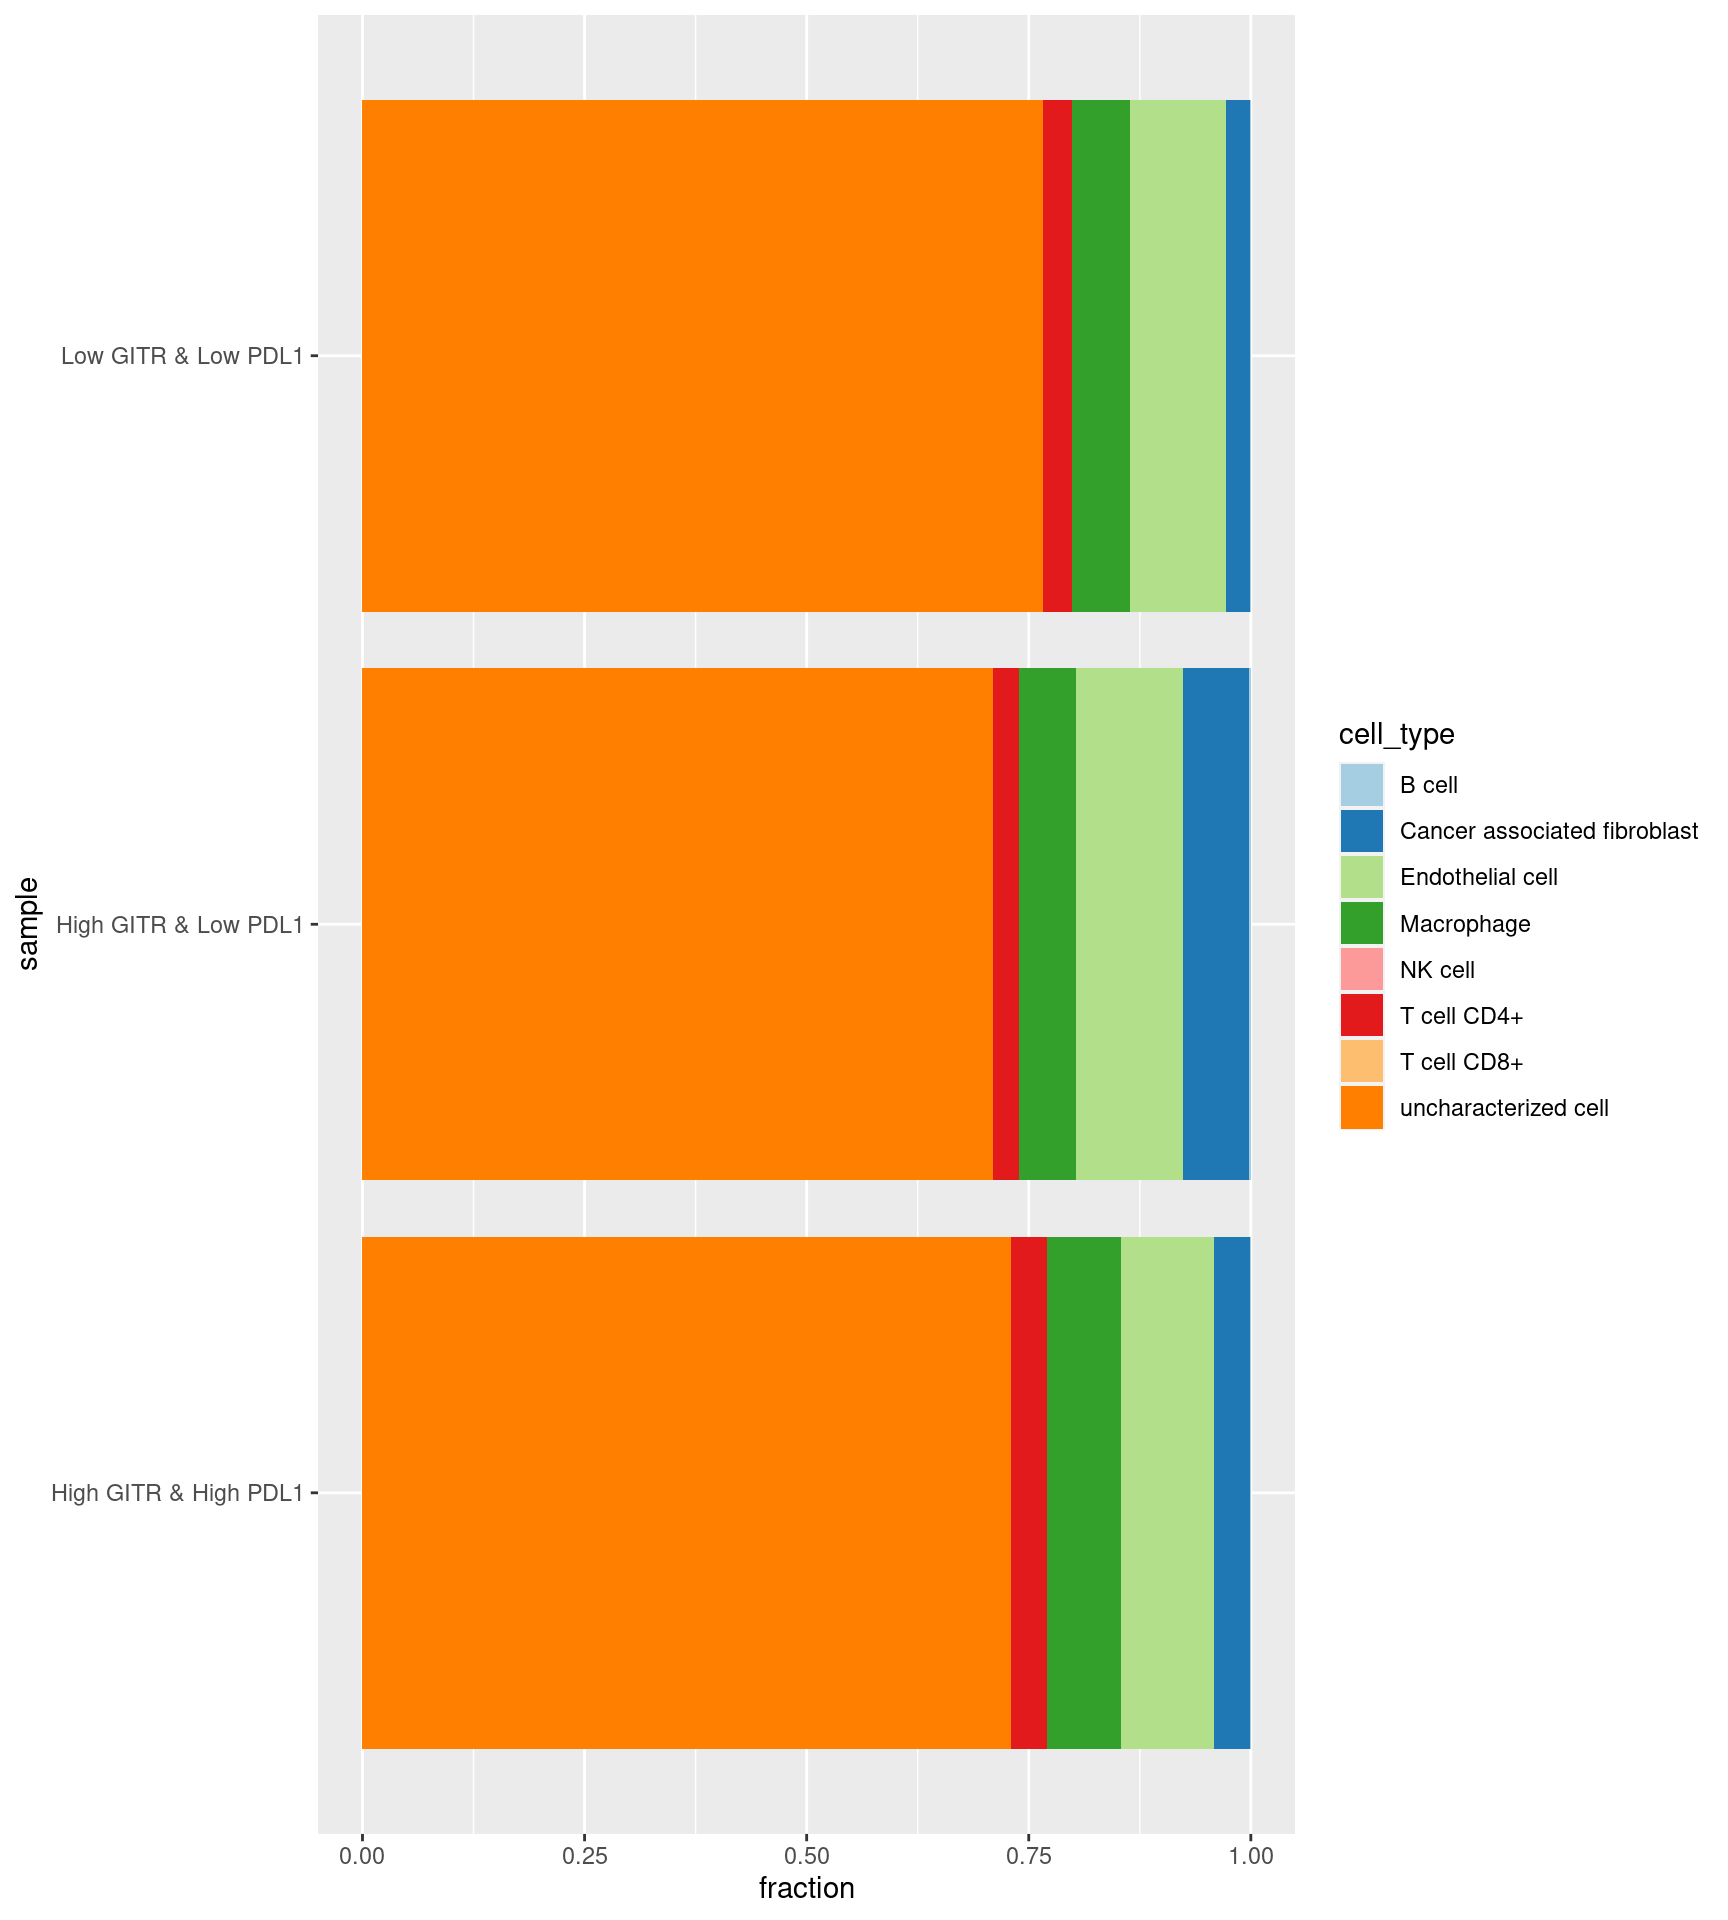 Low GITR & Low PDL1
High GITR & Low PDL1
High GITR & High PDL1
sample
0.00 0.25 0.50 0.75 1.00
fraction
cell_type
B cell
Cancer associated fibroblast
Endothelial cell
Macrophage
NK cell
T cell CD4+
T cell CD8+
uncharacterized cell